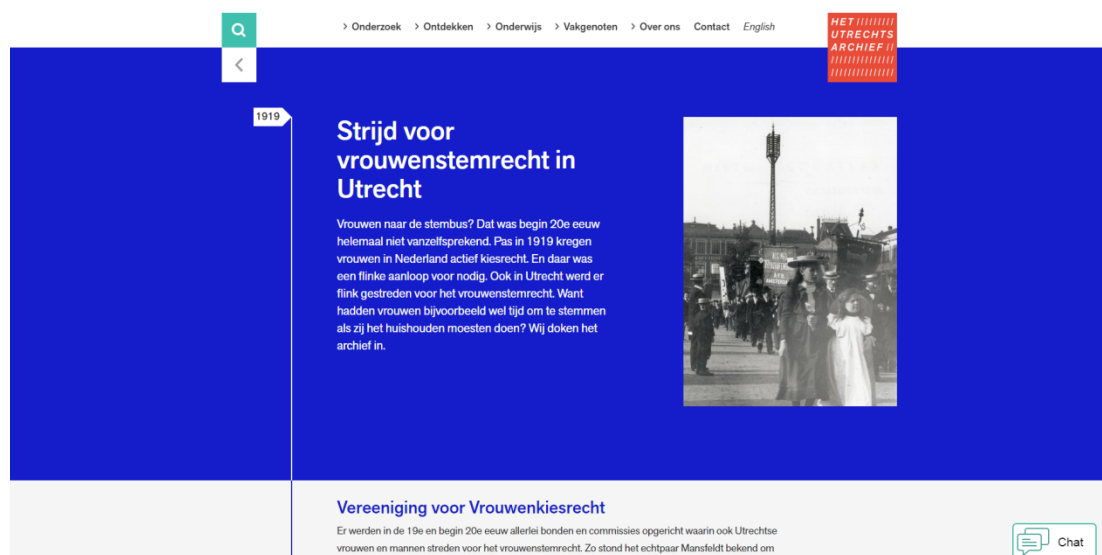 > Onderzoek > Ontdekken > Onderwijs > Vakgenoten > Over ons Contact English
HET/////////
UTRECHTS
ARCHIEF//
///////////////
///////////////
1919
Strijd voor
vrouwenstemrecht in
Utrecht
Vrouwen naar de stembus? Dat was begin 20e eeuw
helemaal niet vanzelfsprekend. Pas in 1919 kregen
vrouwen in Nederland actief kiesrecht. En daar was
een flinke aanloop voor nodig. Ook in Utrecht werd er
flink gestreden voor het vrouwenstemrecht. Want
hadden vrouwen bijvoorbeeld wel tijd om te stemmen
als zij het huishouden moesten doen? Wij doken het
archief in.
Vereeniging voor Vrouwenkiesrecht
Er werden in de 19e en begin 20e eeuw allerlei bonden en commissies opgericht waarin ook Utrechtse
vrouwen en mannen streden voor het vrouwenstemrecht. Zo stond het echtpaar Mansfeldt bekend om
Chat